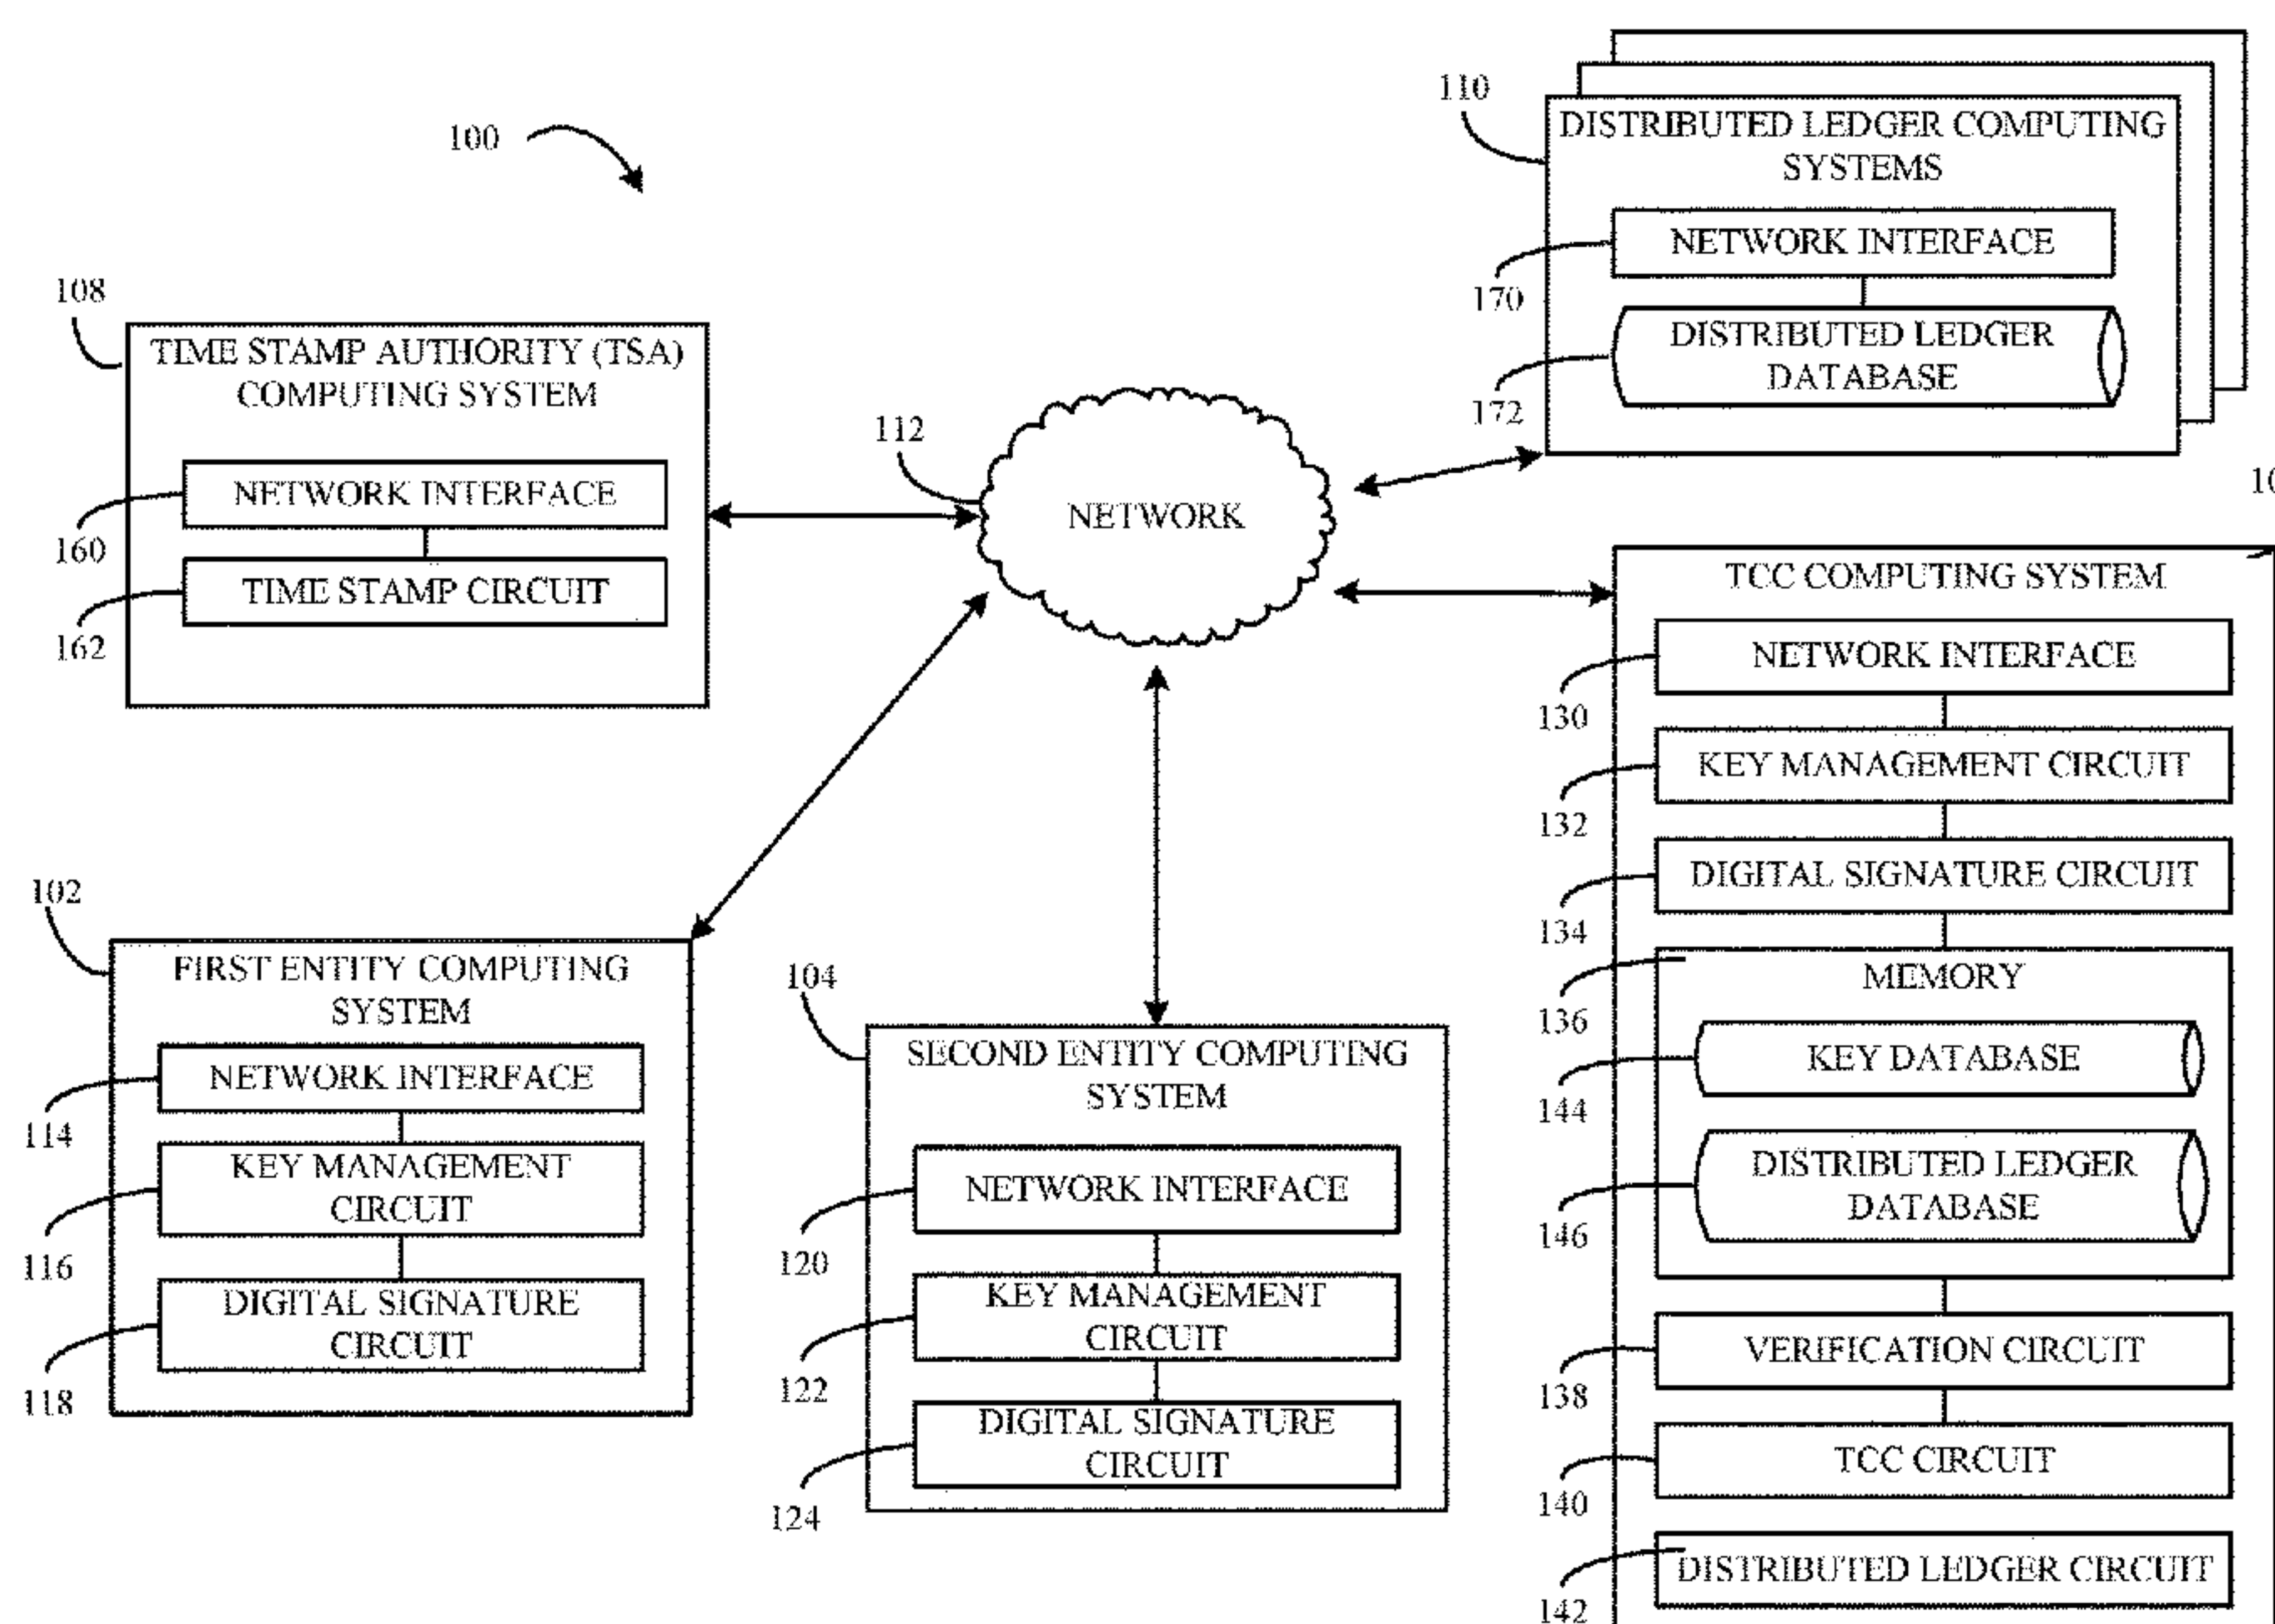 100
110
DISTRIBUTED LEDGER COMPUTING
SYSTEMS
NETWORK INTERFACE
170
DISTRIBUTED LEDGER
DATABASE
172
108
TIME STAMP AUTHORITY (TSA)
COMPUTING SYSTEM
NETWORK INTERFACE
160
TIME STAMP CIRCUIT
162
112
NETWORK
TCC COMPUTING SYSTEM
NETWORK INTERFACE
130
KEY MANAGEMENT CIRCUIT
132
DIGITAL SIGNATURE CIRCUIT
134
MEMORY
136
KEY DATABASE
144
DISTRIBUTED LEDGER
DATABASE
146
VERIFICATION CIRCUIT
138
TCC CIRCUIT
140
DISTRIBUTED LEDGER CIRCUIT
142
102
FIRST ENTITY COMPUTING
SYSTEM
NETWORK INTERFACE
114
KEY MANAGEMENT
CIRCUIT
116
DIGITAL SIGNATURE
CIRCUIT
118
104
SECOND ENTITY COMPUTING
SYSTEM
NETWORK INTERFACE
120
KEY MANAGEMENT
CIRCUIT
122
DIGITAL SIGNATURE
CIRCUIT
124